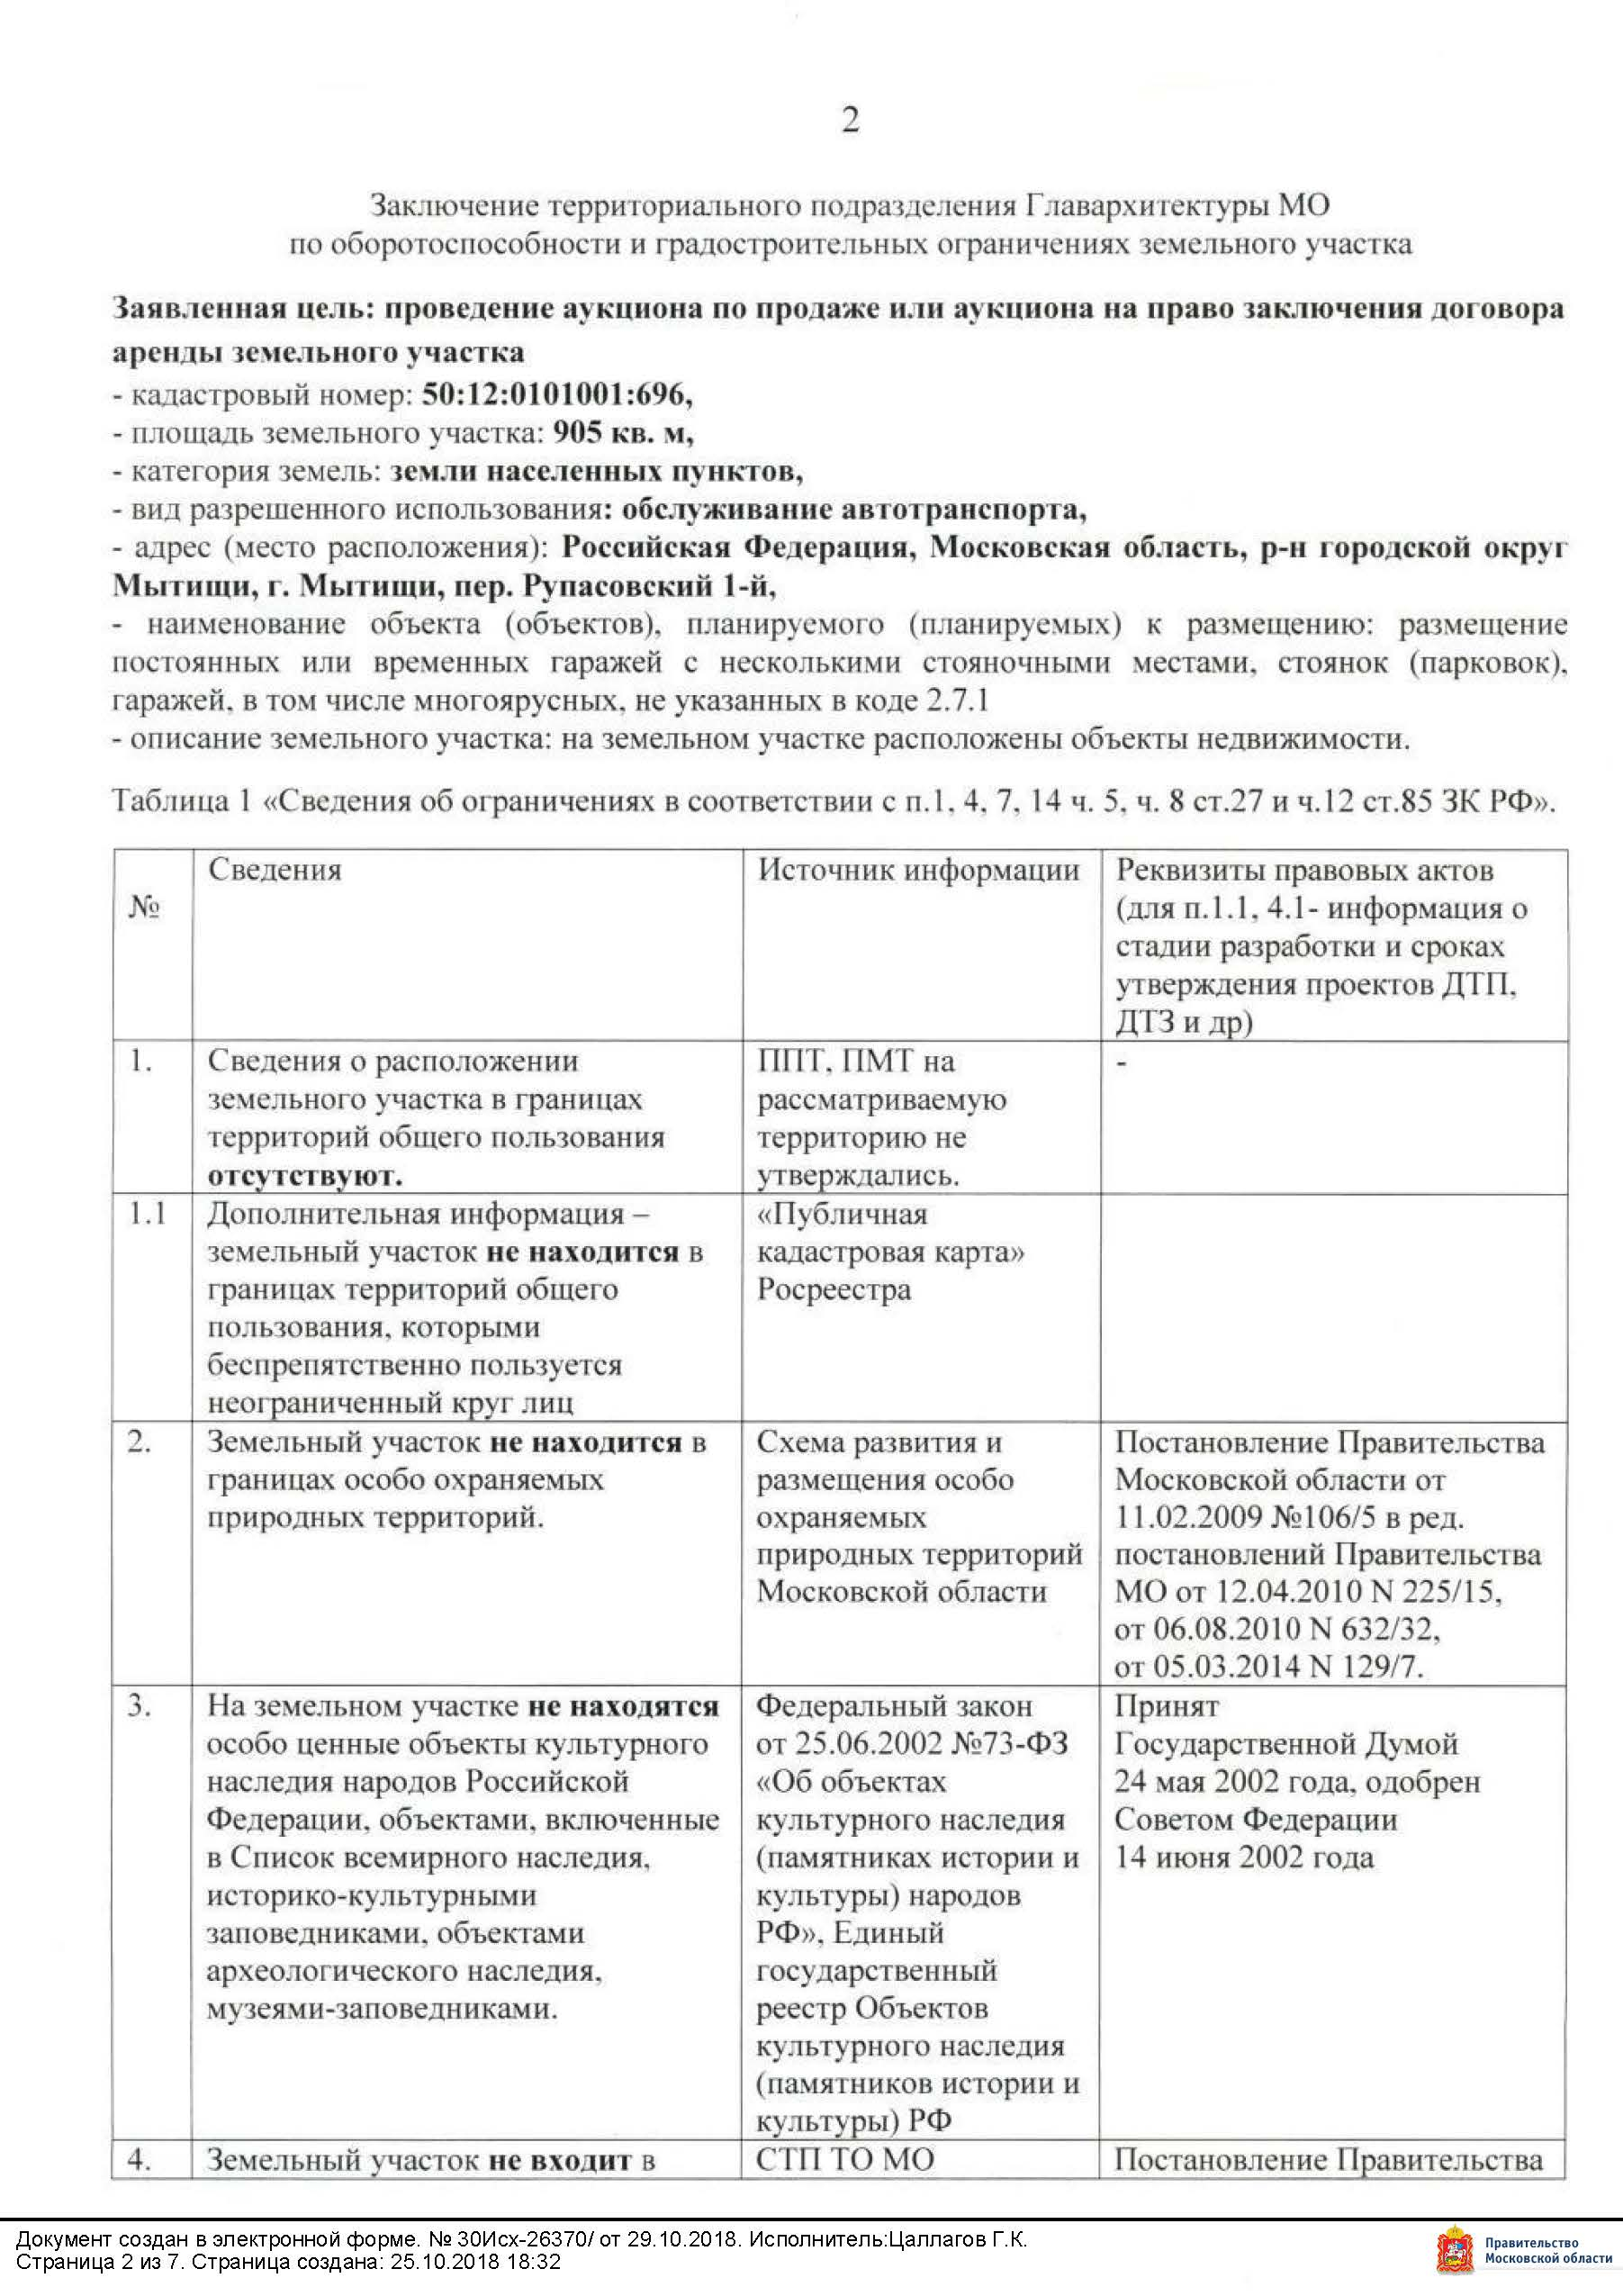 2
Заключение территориального подразделения Главархитектуры МО
по оборотоспособности и градостроительных ограничениях земельного участка
Заявленная цель: проведение аукциона по продаже или аукциона на право заключения договора
аренды земельного участка
- кадастровый номер: 50:12:0101001:696,
- площадь земельного участка: 905 кв. м,
- категория земель: земли населенных пунктов,
- вид разрешенного использования: обслуживание автотранспорта,
- адрес (место расположения): Российская Федерация, Московская область, р-н городской округ
Мытищи, г. Мытищи, пер. Рупасовский 1-й,
- наименование объекта (объектов), планируемого (планируемых) к размещению: размещение
постоянных или временных гаражей с несколькими стояночными местами, стоянок (парковок),
гаражей, в том числе многоярусных, не указанных в коде 2.7.1
- описание земельного участка: на земельном участке расположены объекты недвижимости.
Таблица 1 «Сведения об ограничениях в соответствии с п.1, 4, 7, 14 ч. 5, ч. 8 ст.27 и ч.12 ст.85 ЗК РФ».
№
Сведения
Источник информации
Реквизиты правовых актов
(для п.1.1, 4.1- информация о
стадии разработки и сроках
утверждения проектов ДТП,
ДТЗ и др)
1.
Сведения о расположении
земельного участка в границах
территорий общего пользования
отсутствуют.
ППТ, ПМТ на
рассматриваемую
территорию не
утверждались.
-
1.1
Дополнительная информация –
земельный участок не находится в
границах территорий общего
пользования, которыми
беспрепятственно пользуется
неограниченный круг лиц
«Публичная
кадастровая карта»
Росреестра
2.
Земельный участок не находится в
границах особо охраняемых
природных территорий.
Схема развития и
размещения особо
охраняемых
природных территорий
Московской области
Постановление Правительства
Московской области от
11.02.2009 №106/5 в ред.
постановлений Правительства
МО от 12.04.2010 N 225/15,
от 06.08.2010 N 632/32,
от 05.03.2014 N 129/7.
3.
На земельном участке не находятся
особо ценные объекты культурного
наследия народов Российской
Федерации, объектами, включенные
в Список всемирного наследия,
историко-культурными
заповедниками, объектами
археологического наследия,
музеями-заповедниками.
Федеральный закон
от 25.06.2002 №73-ФЗ
«Об объектах
культурного наследия
(памятниках истории и
культуры) народов
РФ», Единый
государственный
реестр Объектов
культурного наследия
(памятников истории и
культуры) РФ
Принят
Государственной Думой
24 мая 2002 года, одобрен
Советом Федерации
14 июня 2002 года
4.
Земельный участок не входит в
СТП ТО МО
Постановление Правительства
Документ создан в электронной форме. № 30Исх-26370/ от 29.10.2018. Исполнитель:Цаллагов Г.К.
Страница 2 из 7. Страница создана: 25.10.2018 18:32
Правительство
Московской области